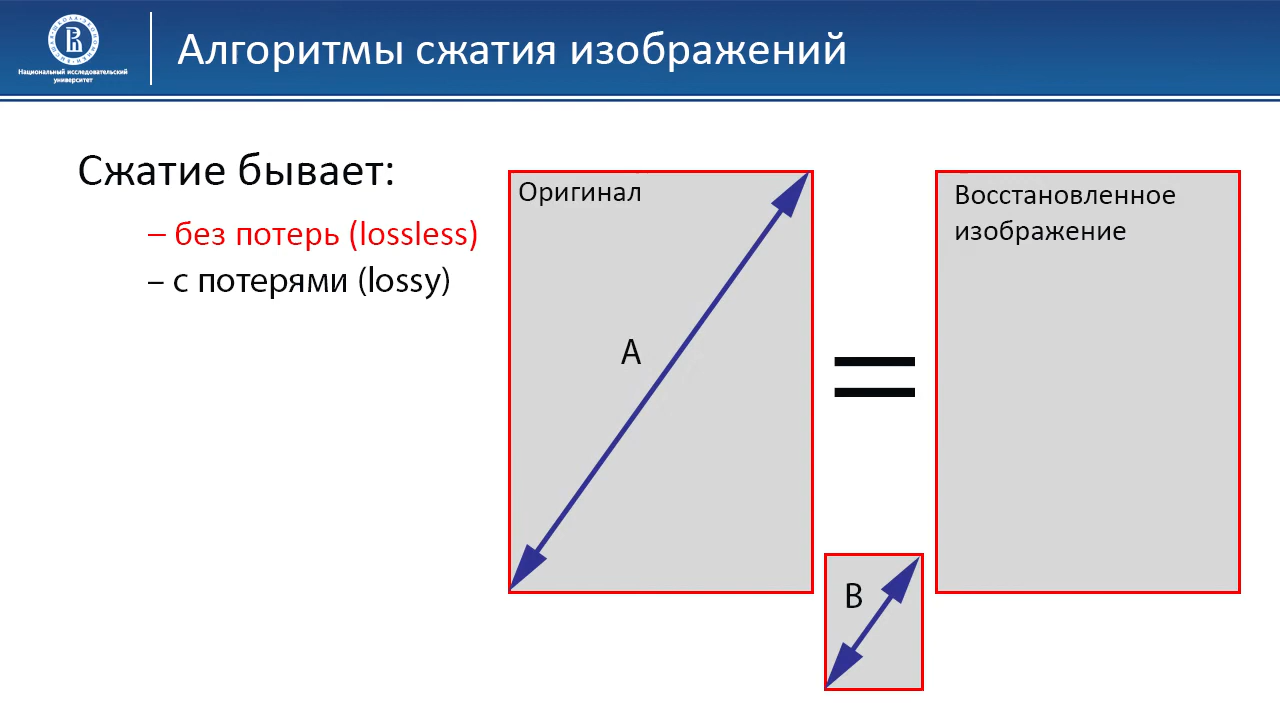 Национальный исследовательский
университет
Алгоритмы сжатия изображений
Сжатие бывает:
– без потерь (lossless)
– с потерями (lossy)
Оригинал
A
Восстановленное
изображение
B